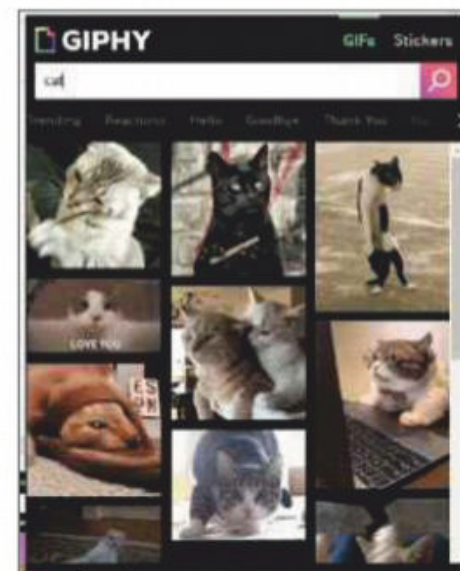 GIPHY
GIFs Stickers
cat
Trending Reactions Hello Goodbye Thank You
LOVE YOU